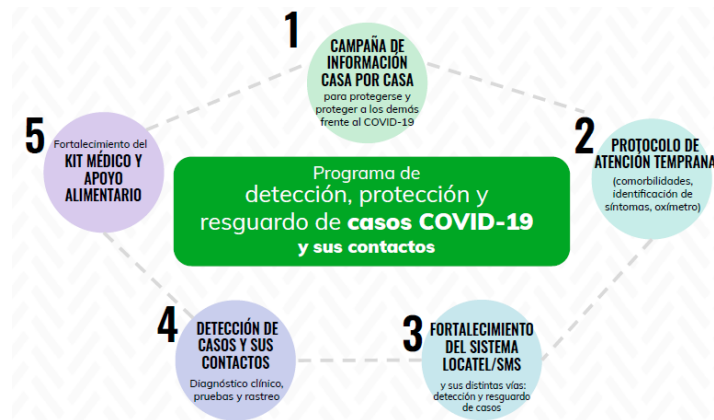 1
CAMPAÑA DE
INFORMACIÓN
CASA POR CASA
para protegerse y
proteger a los demás
frente al COVID-19
2
PROTOCOLO DE
ATENCIÓN TEMPRANA
(comorbilidades,
identificación de
síntomas, oxímetro)
3
FORTALECIMIENTO
DEL SISTEMA
LOCATEL/SMS
y sus distintas vías:
detección y resguardo
de casos
4
DETECCIÓN DE
CASOS Y SUS
CONTACTOS
Diagnóstico clínico,
pruebas y rastreo
5
Fortalecimiento del
KIT MÉDICO Y
APOYO
ALIMENTARIO
Programa de
detección, protección y
resguardo de casos COVID-19
y sus contactos